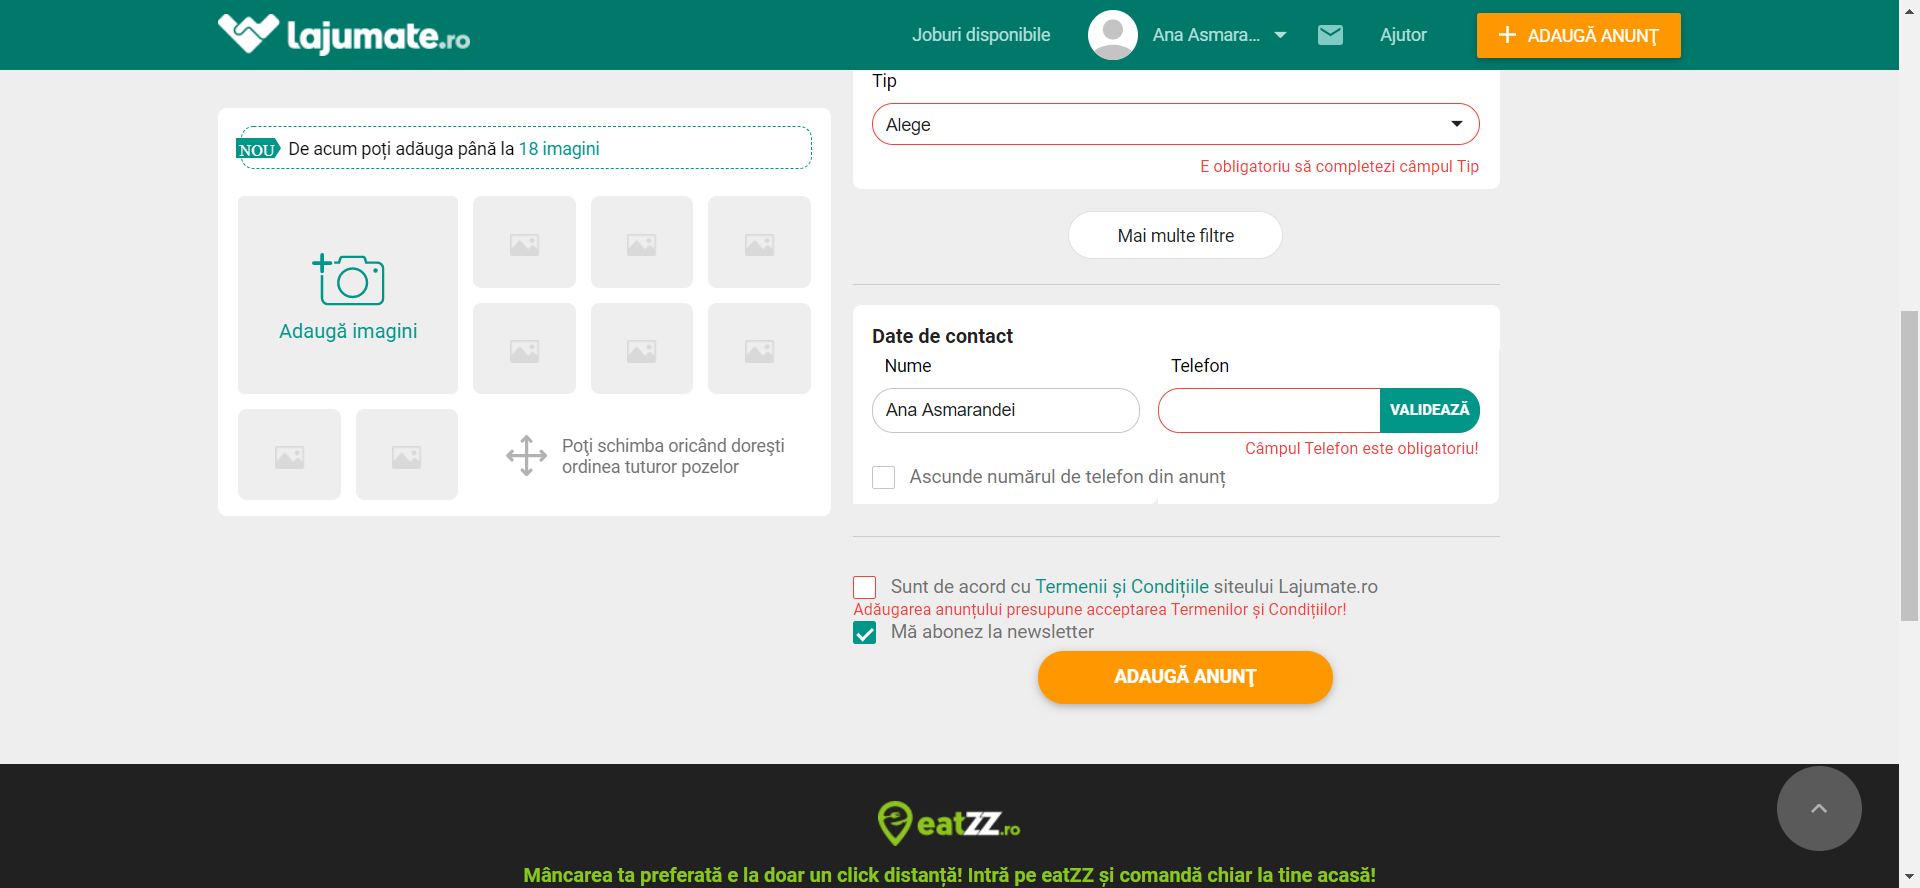 lajumate.ro
Joburi disponibile
Ana Asmara...
Ajutor
+ ADAUGĂ ANUNŢ
NOU De acum poți adăuga până la 18 imagini
Adaugă imagini
Poţi schimba oricând doreşti
ordinea tuturor pozelor
Tip
Alege
E obligatoriu să completezi câmpul Tip
Mai multe filtre
Date de contact
Nume
Telefon
Ana Asmarandei
VALIDEAZĂ
Câmpul Telefon este obligatoriu!
Ascunde numărul de telefon din anunț
Sunt de acord cu Termenii și Condițiile siteului Lajumate.ro
Adăugarea anunțului presupune acceptarea Termenilor și Condițiilor!
Mă abonez la newsletter
ADAUGĂ ANUNŢ
eatZZ.ro
Mâncarea ta preferată e la doar un click distanță! Intră pe eatZZ și comandă chiar la tine acasă!